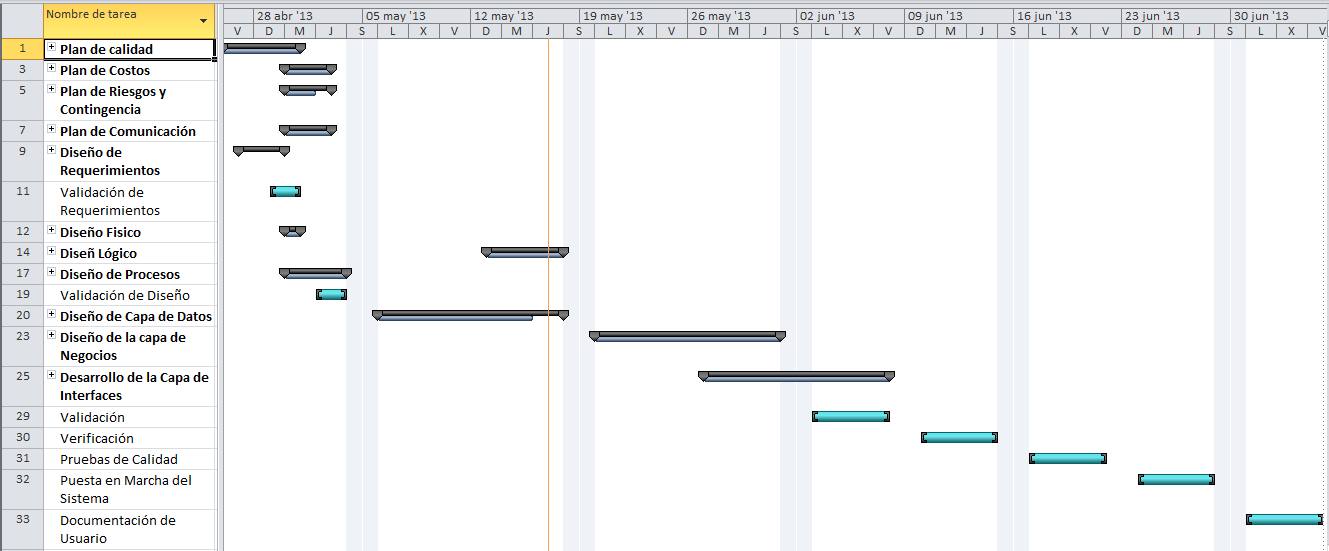 Nombre de tarea
28 abr '13 05 may '13 12 may '13 19 may '13 26 may '13 02 jun '13 09 jun '13 16 jun '13 23 jun '13 30 jun '13
V D M J S L X V D M J S L X V D M J S L X V D M J S L X V D M J S L X V
1 Plan de calidad
3 Plan de Costos
5 Plan de Riesgos y
Contingencia
7 Plan de Comunicación
9 Diseño de
Requerimientos
11 Validación de
Requerimientos
12 Diseño Fisico
14 Diseñ Lógico
17 Diseño de Procesos
19 Validación de Diseño
20 Diseño de Capa de Datos
23 Diseño de la capa de
Negocios
25 Desarrollo de la Capa de
Interfaces
29 Validación
30 Verificación
31 Pruebas de Calidad
32 Puesta en Marcha del
Sistema
33 Documentación de
Usuario